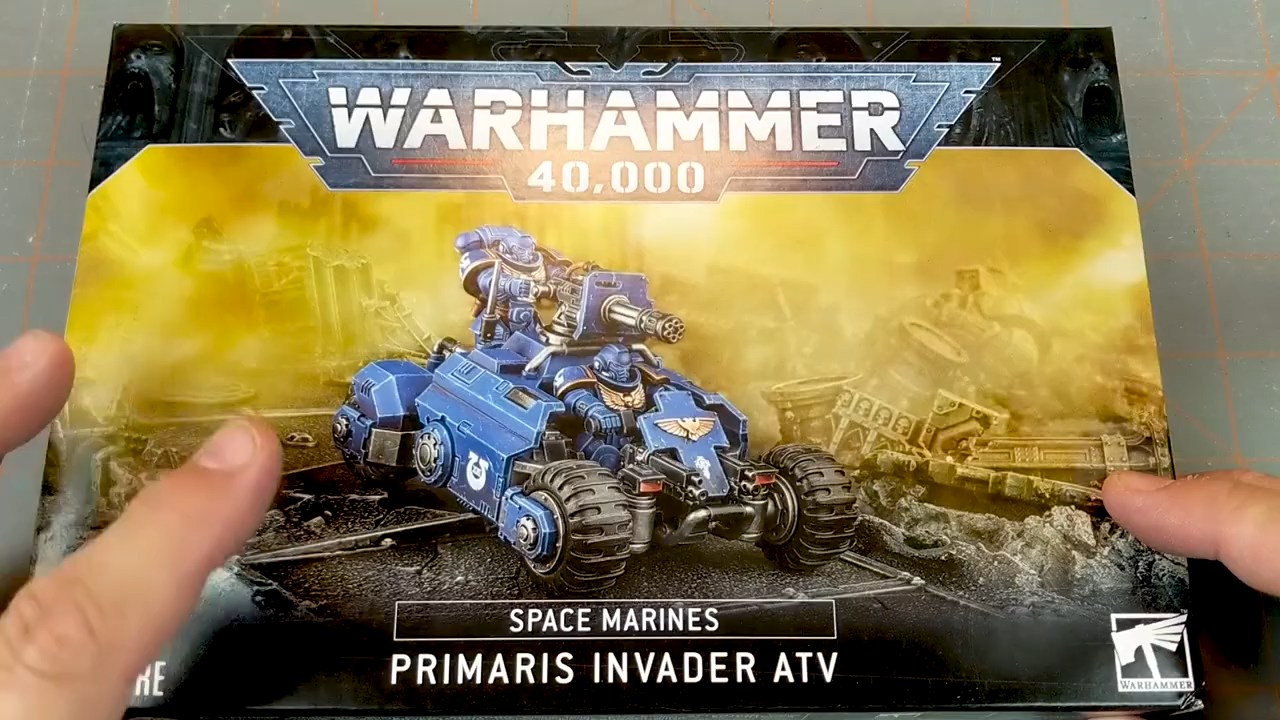 WARHAMMER
40,000
SPACE MARINES
PRIMARIS INVADER ATV
WARHAMMER